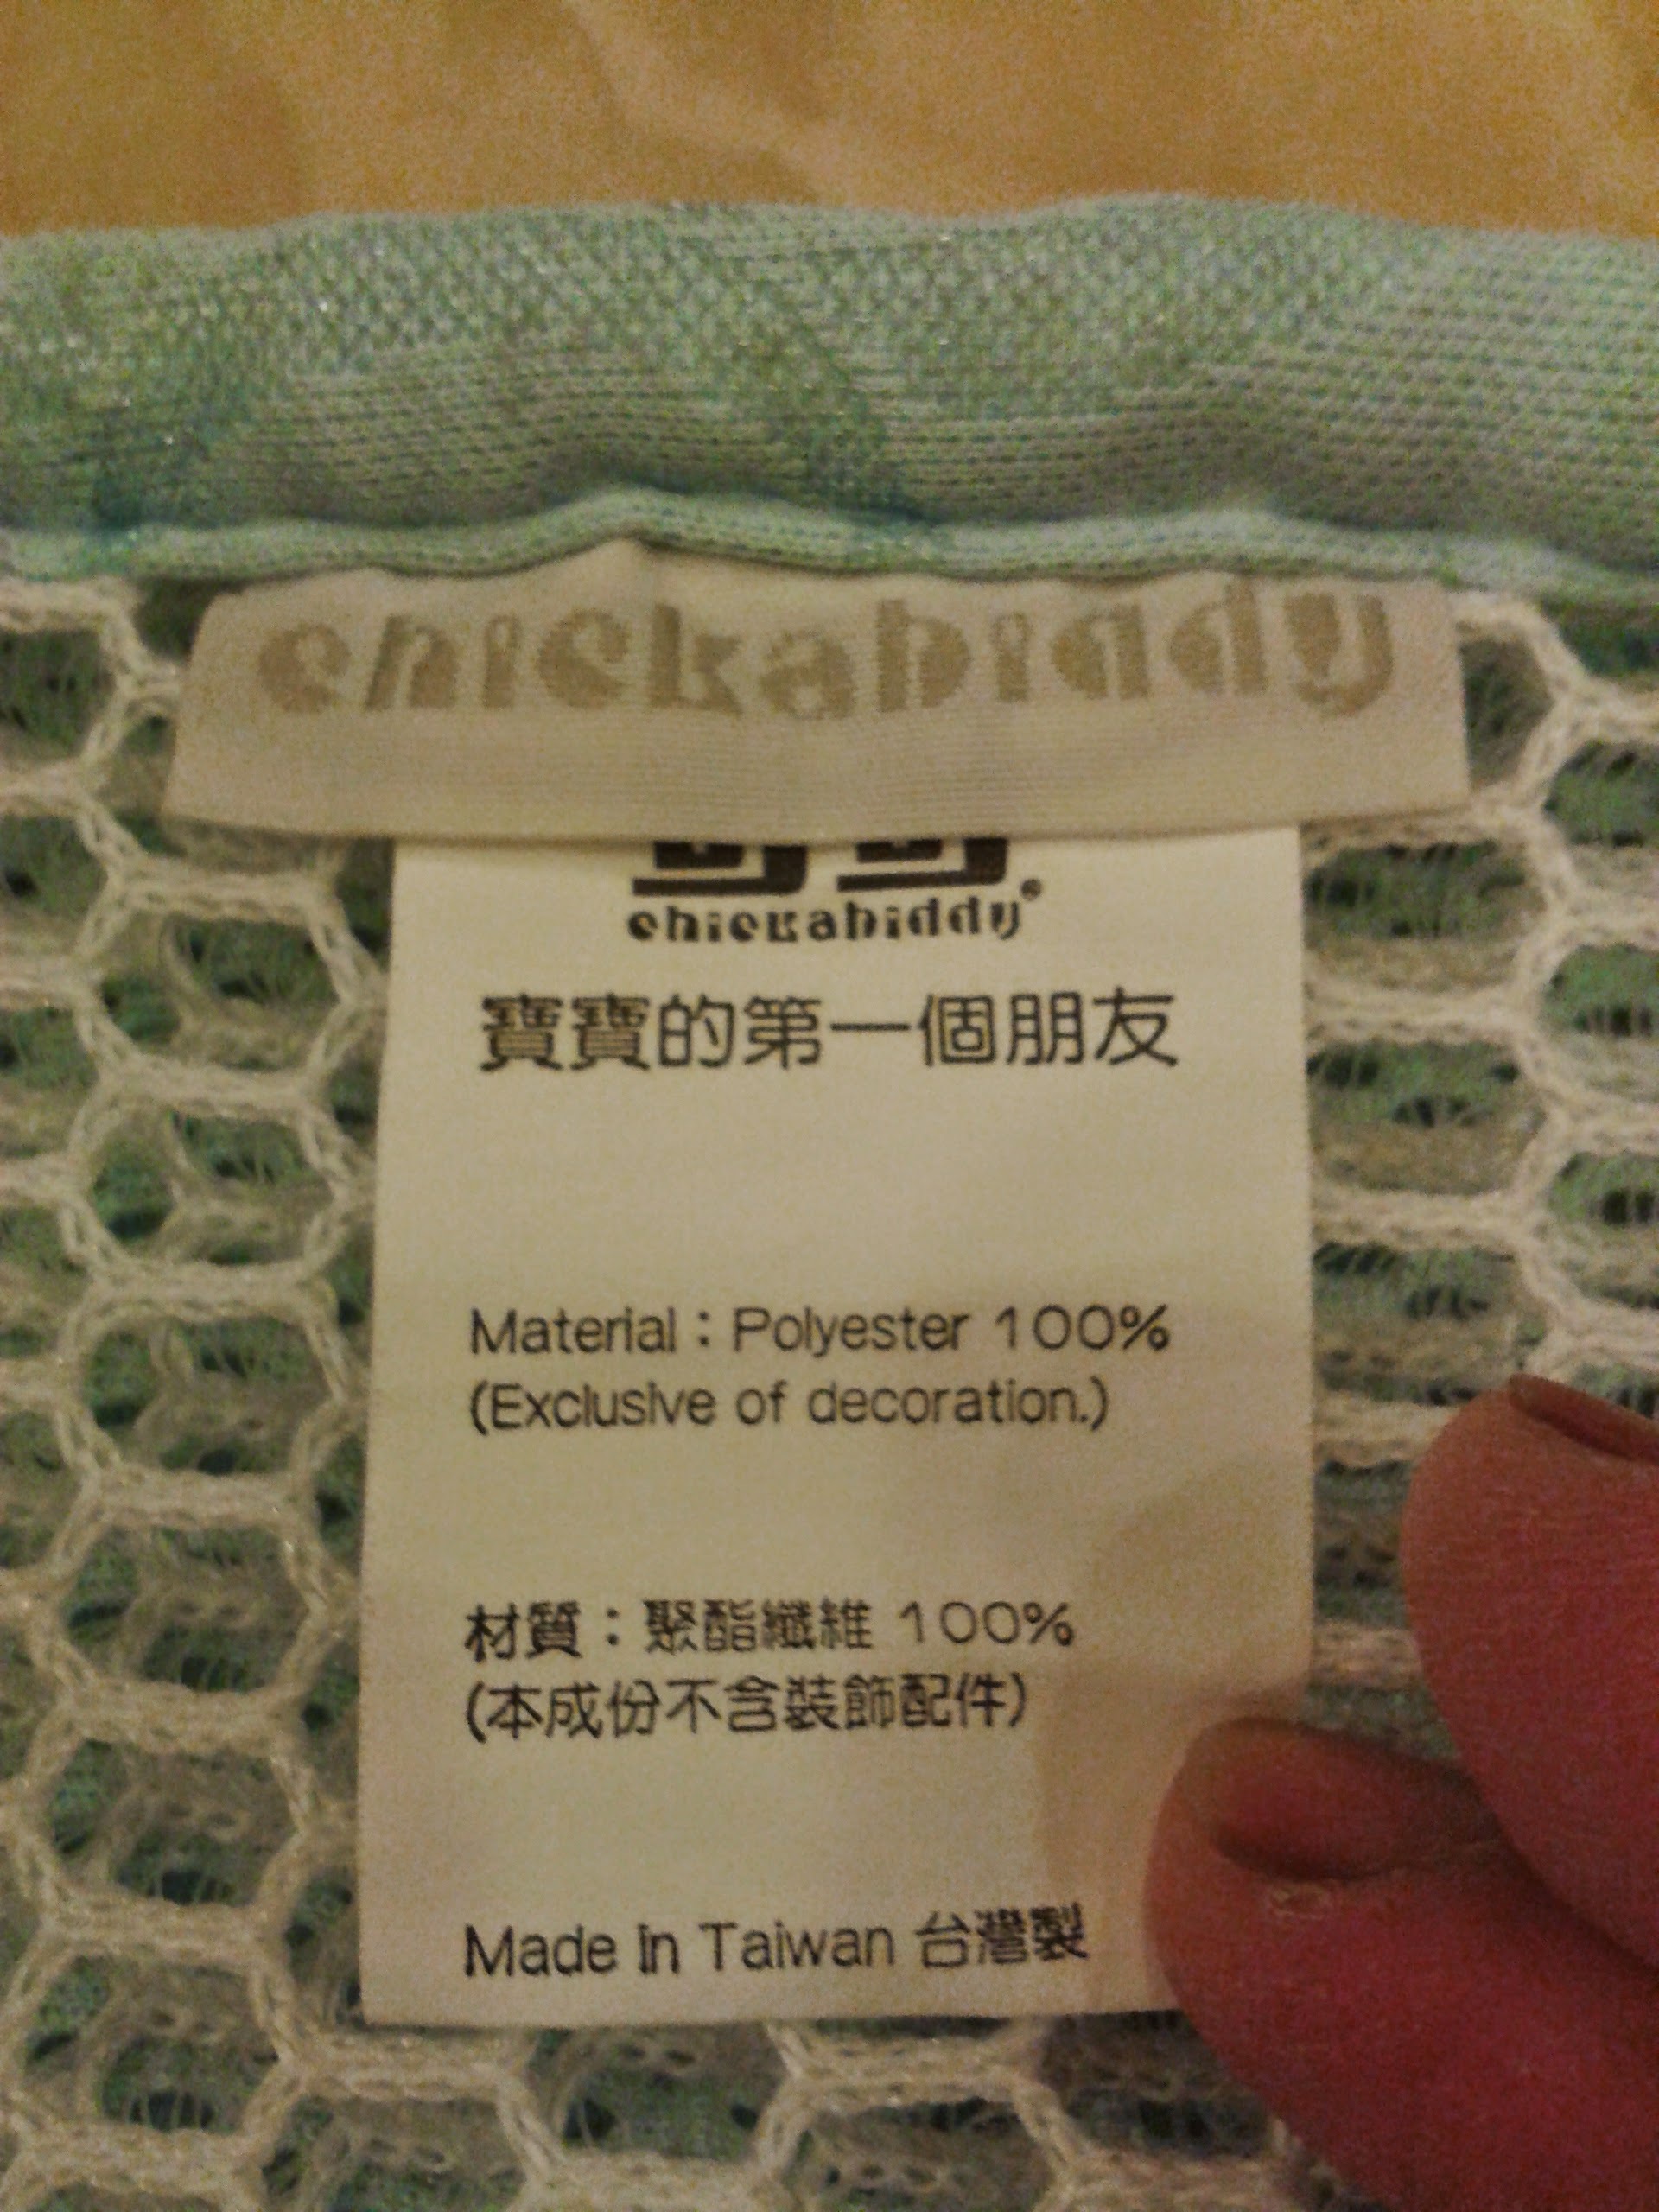 chickabiddy
chickabiddy®
寶寶的第一個朋友
Material：Polyester 100%
(Exclusive of decoration.)
材質：聚酯纖維 100%
(本成份不含裝飾配件)
Made in Taiwan 台灣製